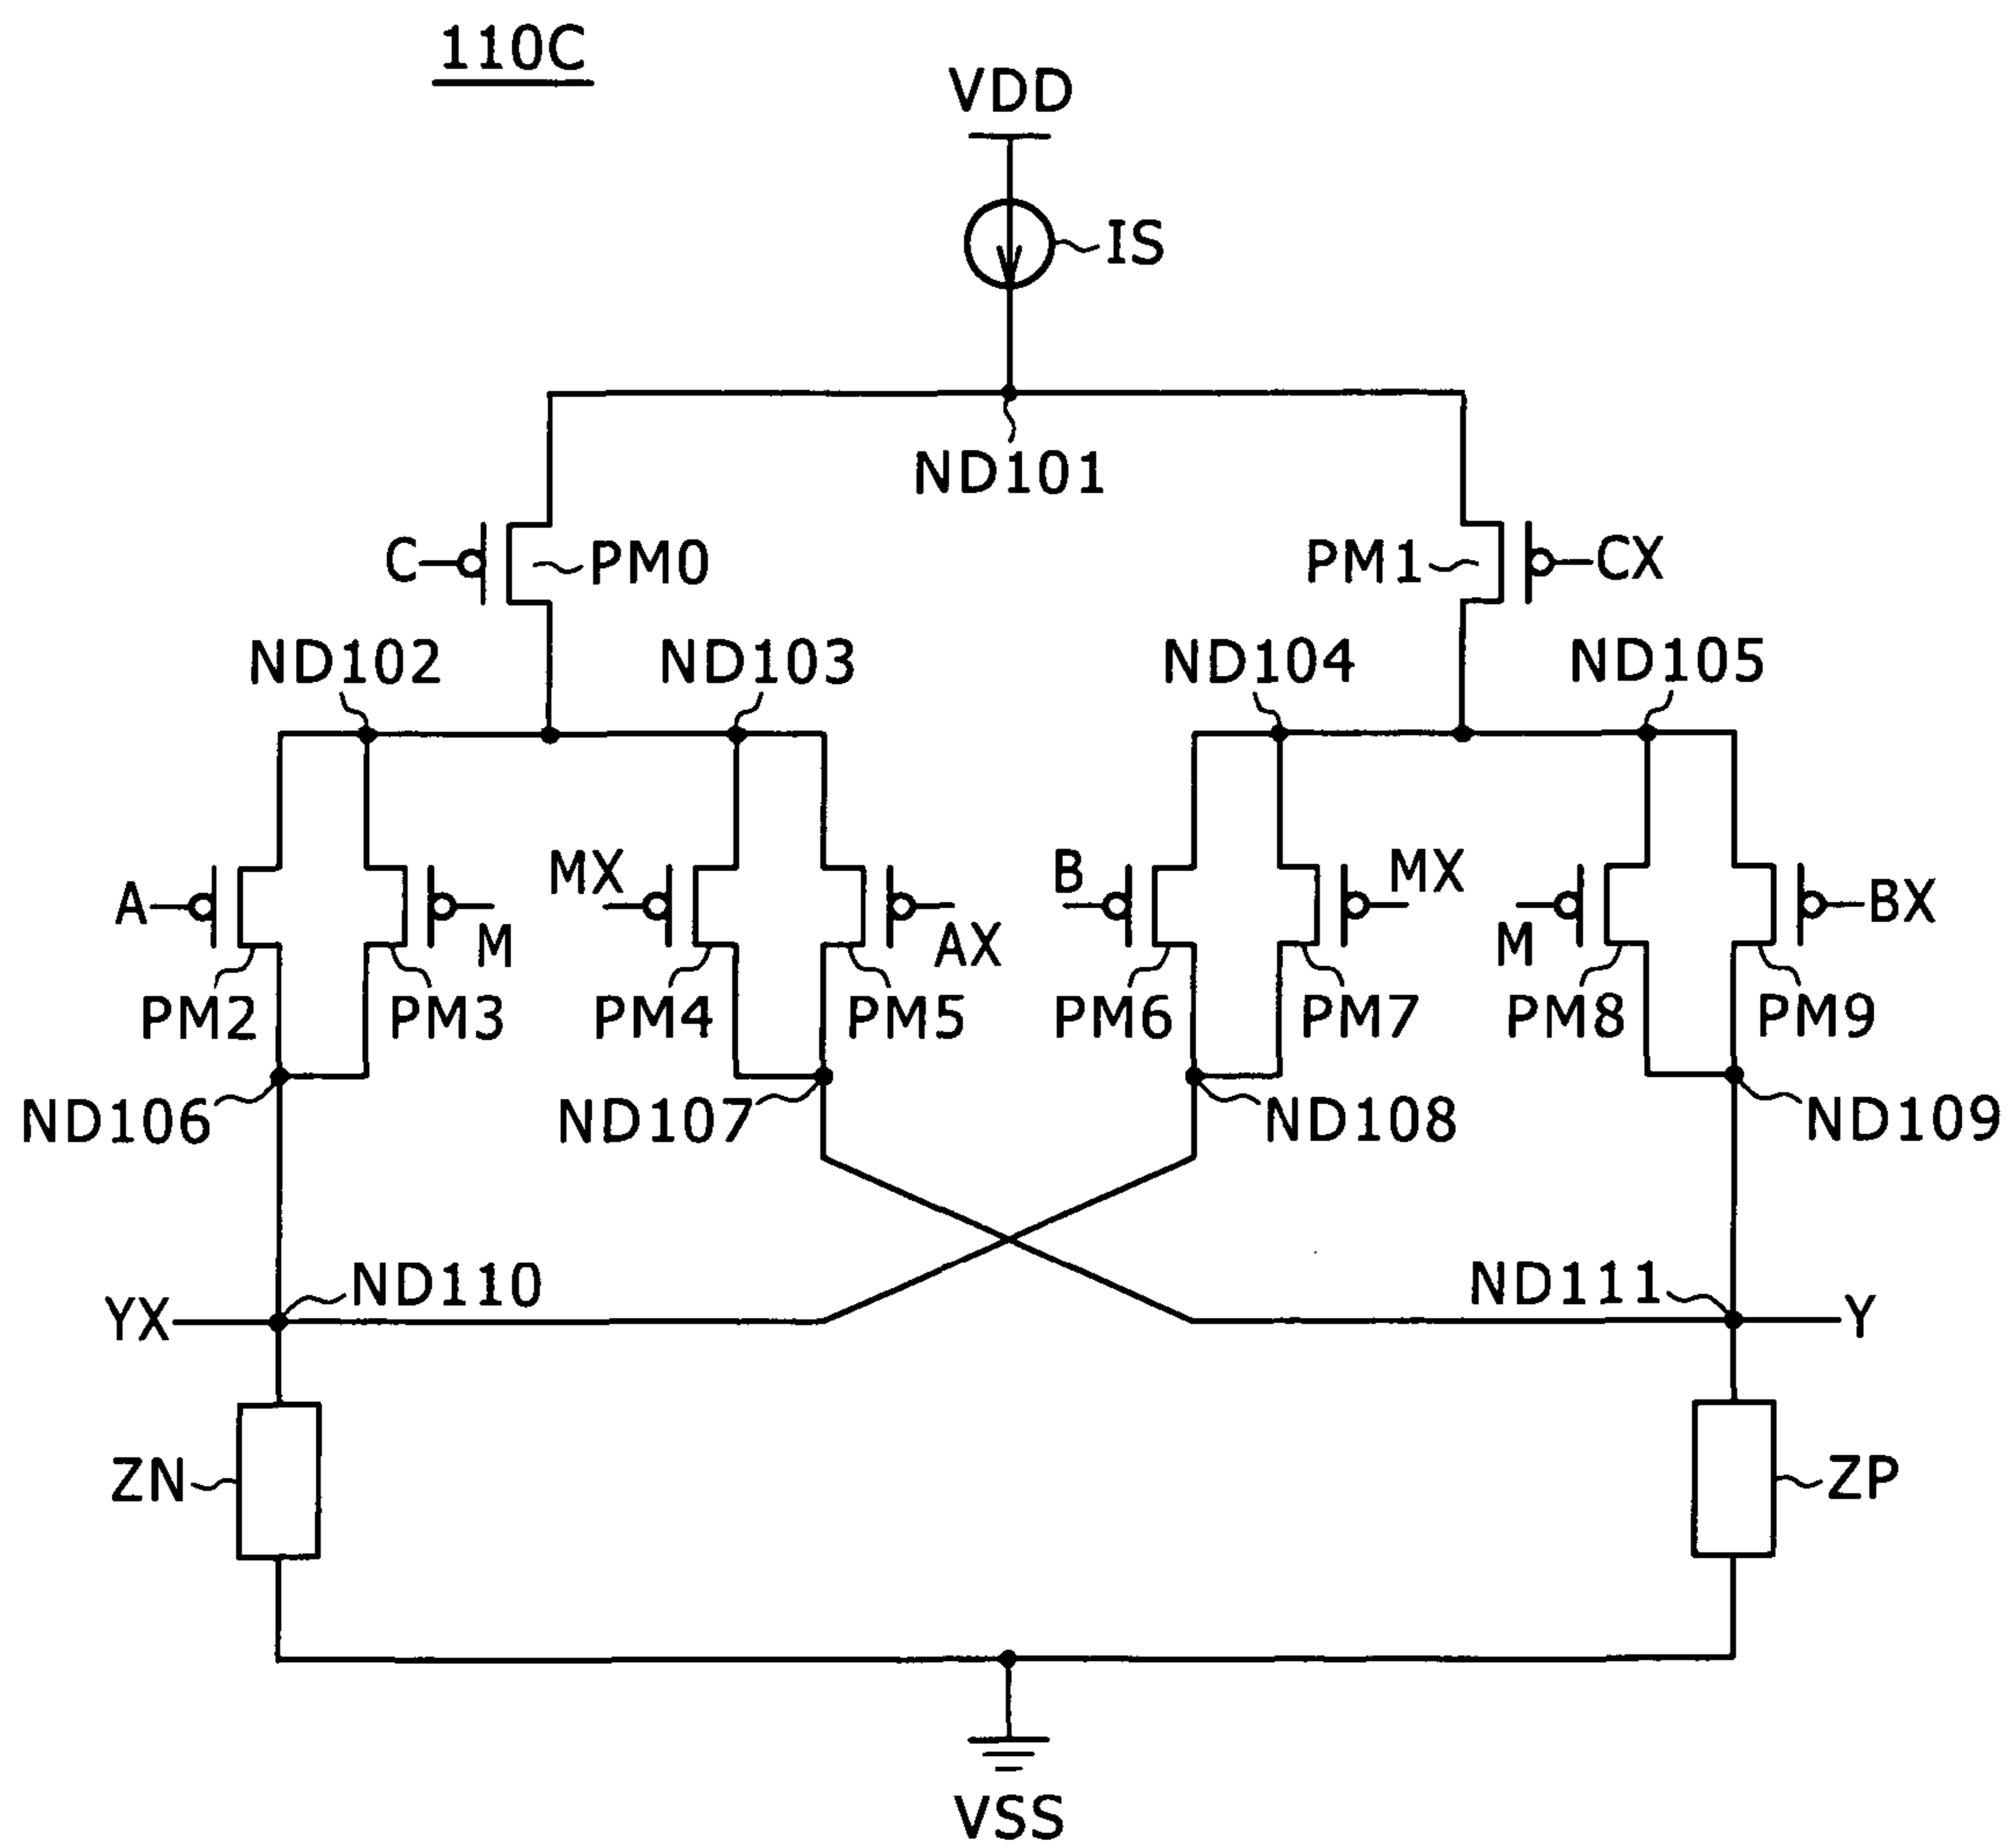 110C
VDD
IS
ND101
C
PM0
PM1
CX
ND102
ND103
ND104
ND105
A
M
MX
AX
B
MX
M
BX
PM2
PM3
PM4
PM5
PM6
PM7
PM8
PM9
ND106
ND107
ND108
ND109
YX
ND110
ND111
Y
ZN
ZP
VSS